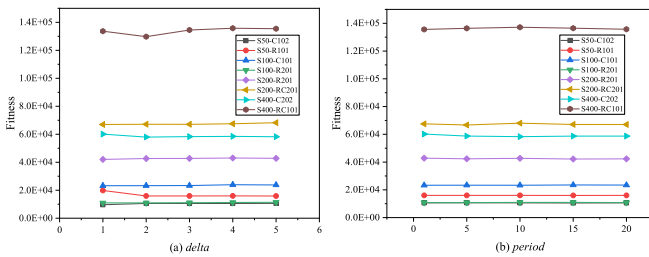 1.4E+05
1.2E+05
1.0E+05
8.0E+04
6.0E+04
4.0E+04
2.0E+04
0.0E+00
Fitness
S50-C102
S50-R101
S100-C101
S100-R201
S200-R201
S200-RC201
S400-C202
S400-RC101
0 1 2 3 4 5 6
(a) delta
1.4E+05
1.2E+05
1.0E+05
8.0E+04
6.0E+04
4.0E+04
2.0E+04
0.0E+00
Fitness
S50-C102
S50-R101
S100-C101
S100-R201
S200-R201
S200-RC201
S400-C202
S400-RC101
0 5 10 15 20
(b) period